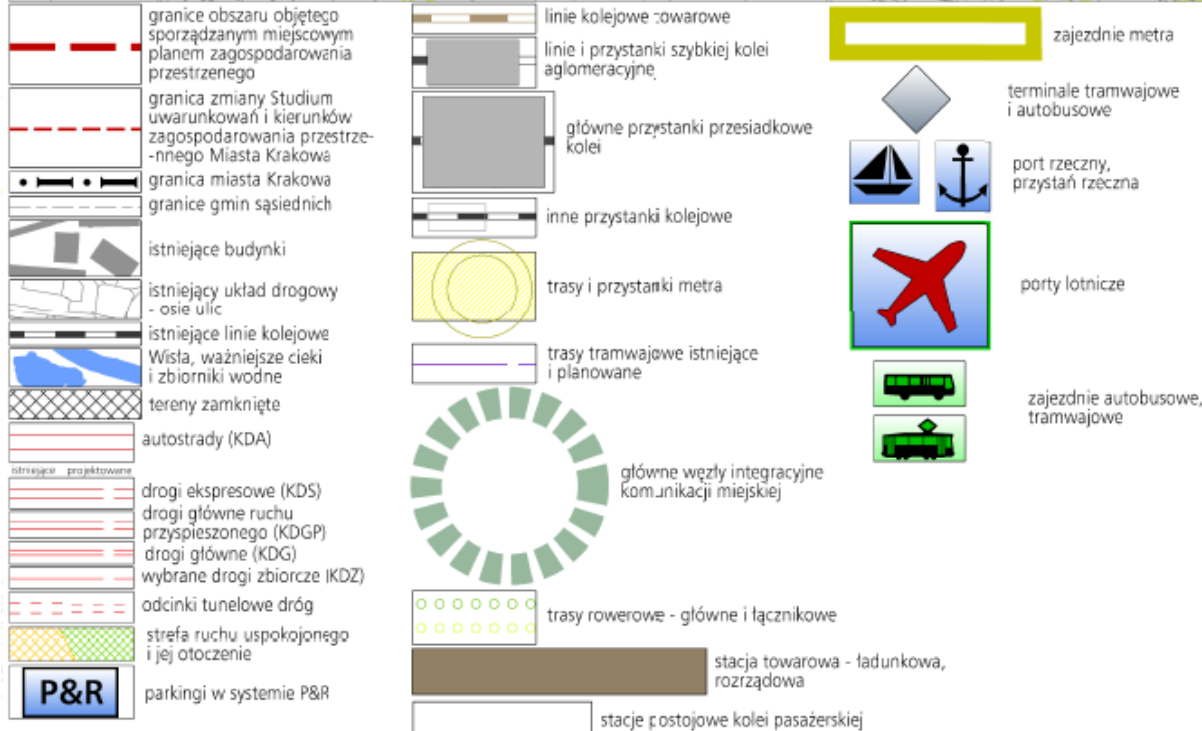 granice obszaru objętego
sporządzanym miejscowym
planem zagospodarowania
przestrzenego
granica zmiany Studium
uwarunkowań i kierunków
zagospodarowania przestrze-
-nnego Miasta Krakowa
granica miasta Krakowa
granice gmin sąsiednich
istniejące budynki
istniejący układ drogowy
- osie ulic
istniejące linie kolejowe
Wisła, ważniejsze cieki
i zbiorniki wodne
tereny zamknięte
autostrady (KDA)
istniejące projektowane
drogi ekspresowe (KDS)
drogi główne ruchu
przyspieszonego (KDGP)
drogi główne (KDG)
wybrane drogi zbiorcze (KDZ)
odcinki tunelowe dróg
strefa ruchu uspokojonego
i jej otoczenie
P&R
parkingi w systemie P&R
linie kolejowe towarowe
linie i przystanki szybkiej kolei
aglomeracyjnej
główne przystanki przesiadkowe
kolei
inne przystanki kolejowe
trasy i przystanki metra
trasy tramwajowe istniejące
i planowane
główne węzły integracyjne
komunikacji miejskiej
trasy rowerowe - główne i łącznikowe
stacja towarowa - ładunkowa,
rozrządowa
stacje postojowe kolei pasażerskiej
zajezdnie metra
terminale tramwajowe
i autobusowe
port rzeczny,
przystań rzeczna
porty lotnicze
zajezdnie autobusowe,
tramwajowe